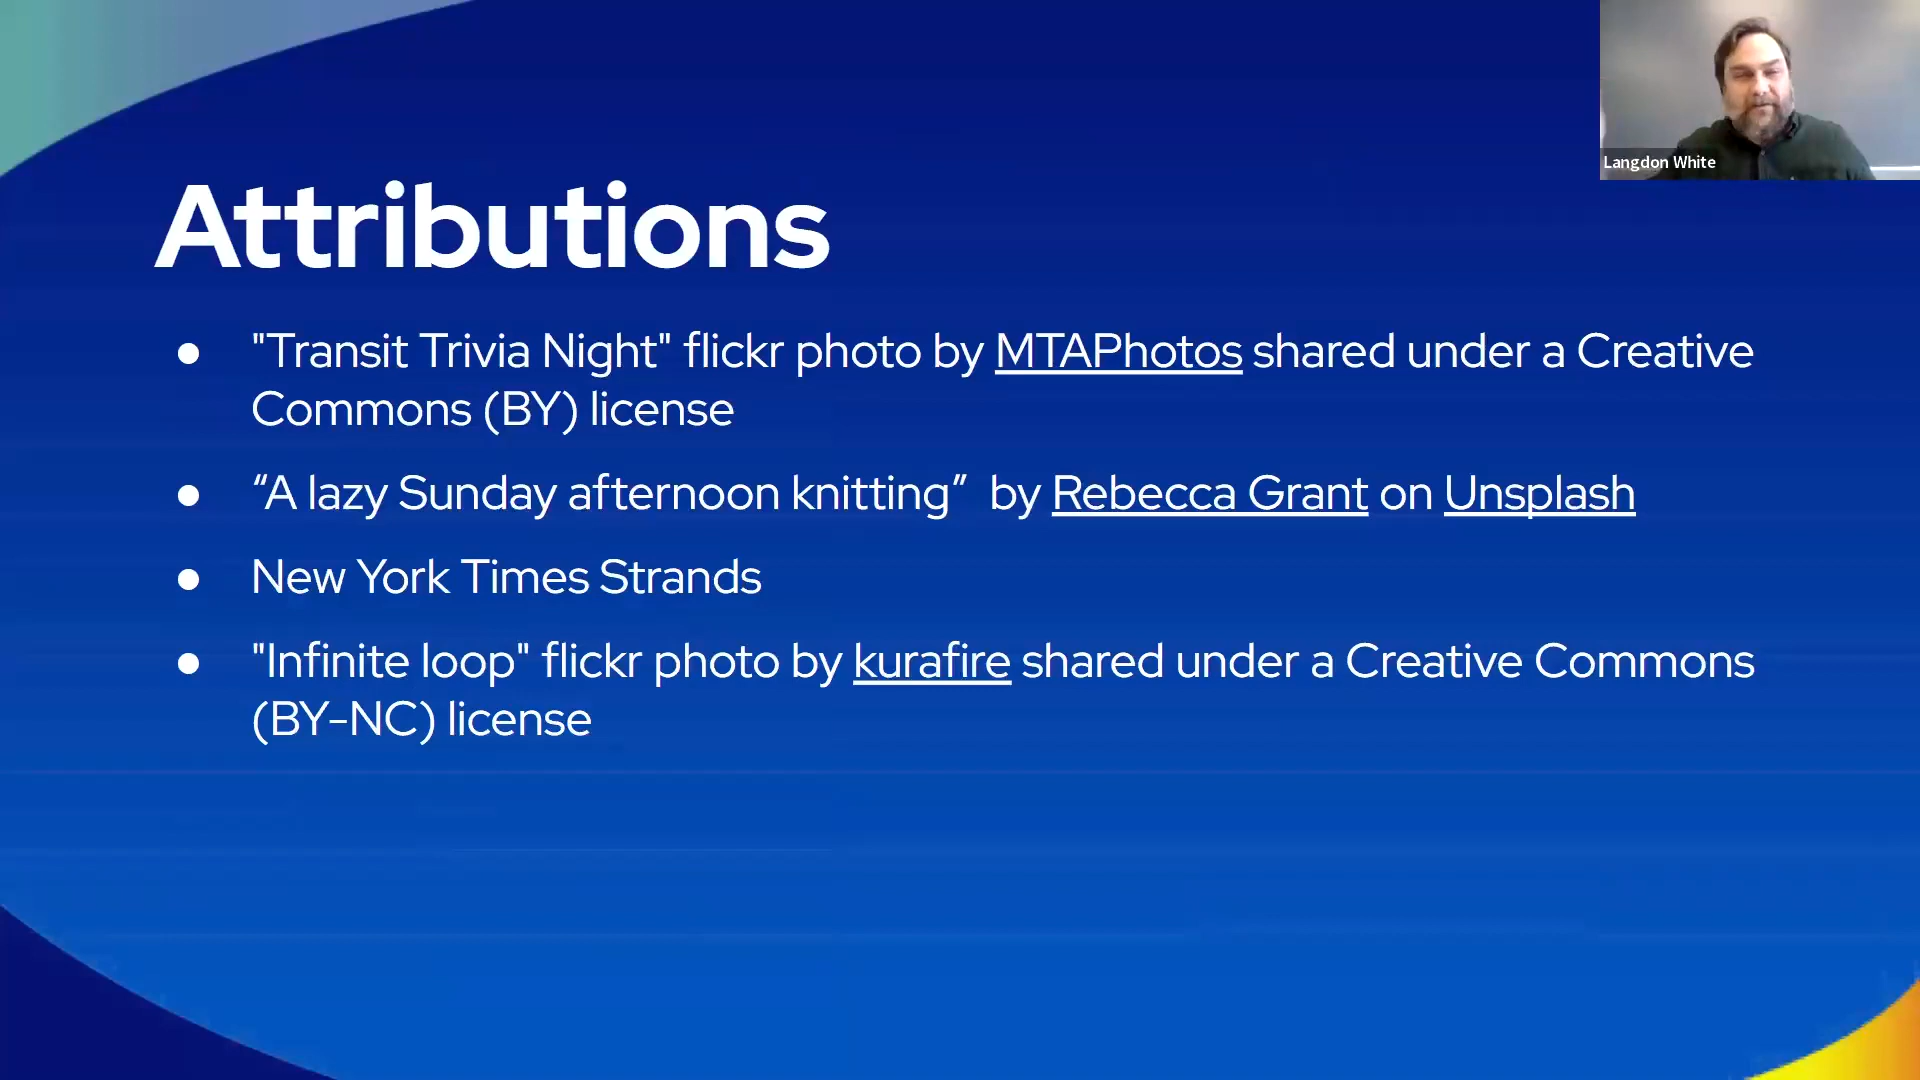 Langdon White
Attributions
● "Transit Trivia Night" flickr photo by MTAPhotos shared under a Creative
Commons (BY) license
● “A lazy Sunday afternoon knitting”  by Rebecca Grant on Unsplash
● New York Times Strands
● "Infinite loop" flickr photo by kurafire shared under a Creative Commons
(BY-NC) license